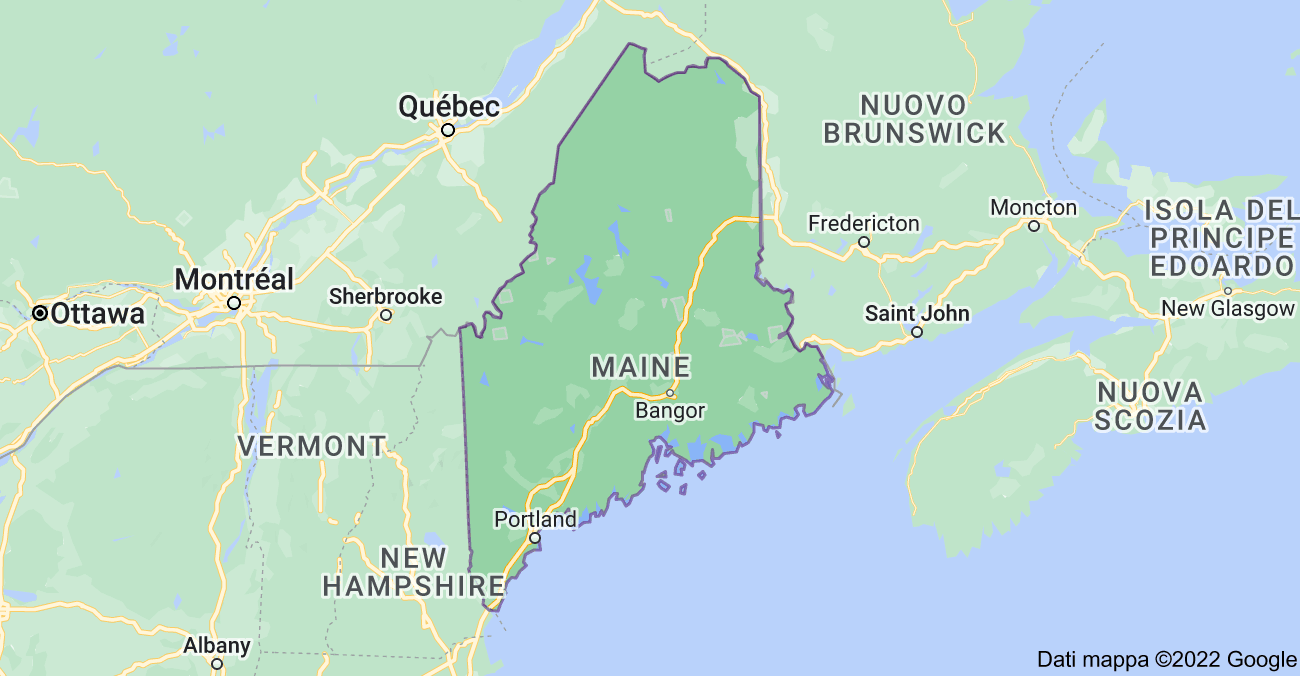 Québec
NUOVO
BRUNSWICK
Fredericton
Moncton
ISOLA DEL
PRINCIPE
EDOARDO
Montréal
Sherbrooke
Ottawa
Saint John
New Glasgow
MAINE
Bangor
NUOVA
SCOZIA
VERMONT
Portland
NEW
HAMPSHIRE
Albany
Dati mappa ©2022 Google